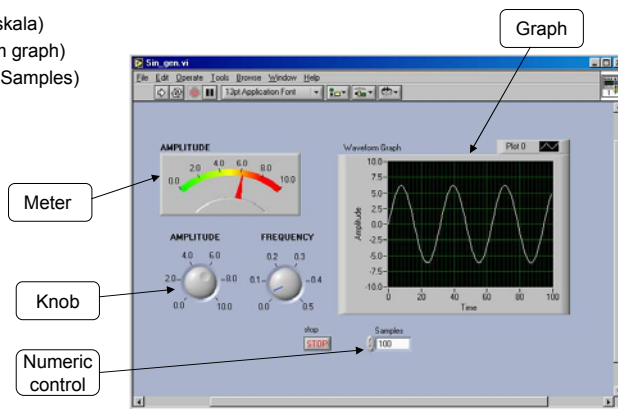 skala)
n graph)
Samples)
Graph
Sin_gen.vi
File Edit Operate Tools Browse Window Help
13pt Application Font
AMPLITUDE
0.0 2.0 4.0 6.0 8.0 10.0
Meter
Waveform Graph
Plot 0
10.0
7.5
5.0
2.5
0.0
-2.5
-5.0
-7.5
-10.0
Amplitude
0 20 40 60 80 100
Time
AMPLITUDE
0.0 2.0 4.0 6.0 8.0 10.0
FREQUENCY
0.0 0.1 0.2 0.3 0.4 0.5
Knob
stop
STOP
Samples
100
Numeric
control